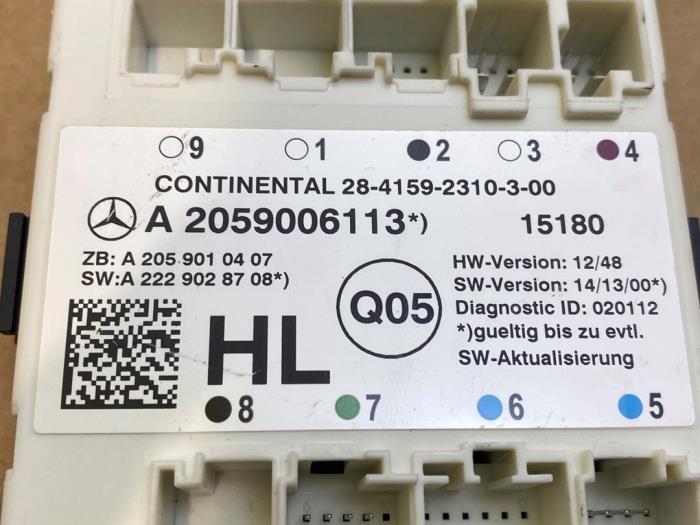 9 1 2 3 4
CONTINENTAL 28-4159-2310-3-00
A 2059006113*) 15180
ZB: A 205 901 04 07
SW:A 222 902 87 08*)
HL
Q05
HW-Version: 12/48
SW-Version: 14/13/00*)
Diagnostic ID: 020112
*)gueltig bis zu evtl.
SW-Aktualisierung
8 7 6 5